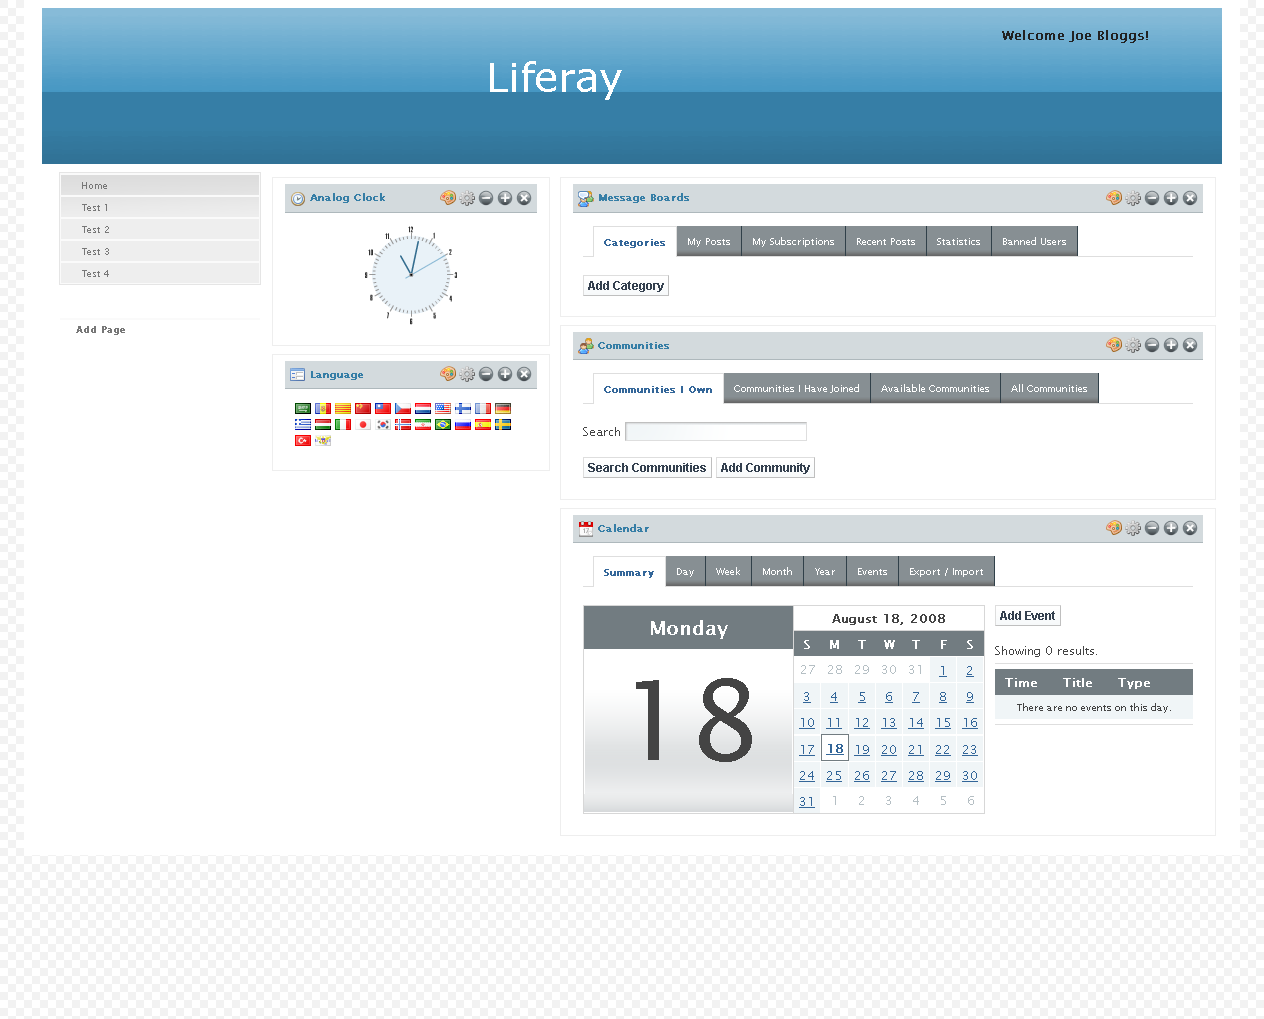 Welcome Joe Bloggs!
Liferay
Home
Test 1
Test 2
Test 3
Test 4
Add Page
Analog Clock
12
1
2
3
4
5
6
7
8
9
10
11
Language
Message Boards
Categories My Posts My Subscriptions Recent Posts Statistics Banned Users
Add Category
Communities
Communities I Own Communities I Have Joined Available Communities All Communities
Search
Search Communities Add Community
Calendar
Summary Day Week Month Year Events Export / Import
Monday
18
August 18, 2008
S M T W T F S
27 28 29 30 31 1 2
3 4 5 6 7 8 9
10 11 12 13 14 15 16
17 18 19 20 21 22 23
24 25 26 27 28 29 30
31 1 2 3 4 5 6
Add Event
Showing 0 results.
Time Title Type
There are no events on this day.